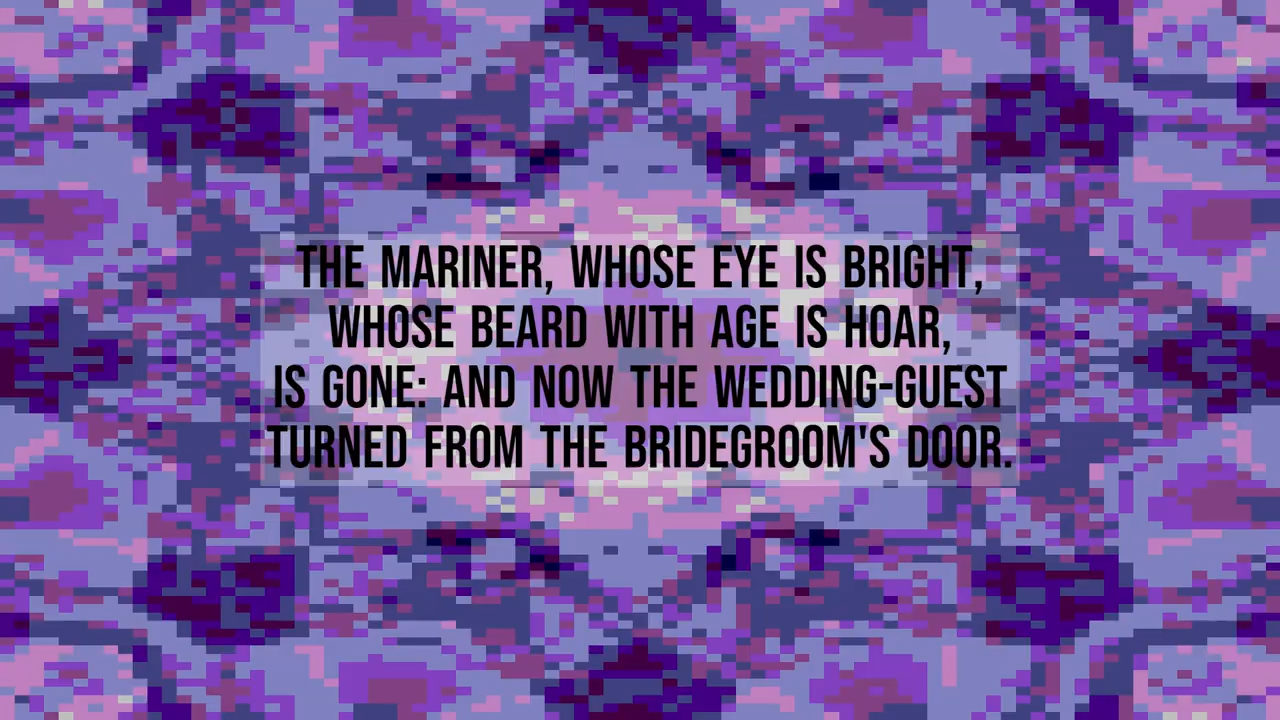 THE MARINER, WHOSE EYE IS BRIGHT,
WHOSE BEARD WITH AGE IS HOAR,
IS GONE: AND NOW THE WEDDING-GUEST
TURNED FROM THE BRIDEGROOM'S DOOR.